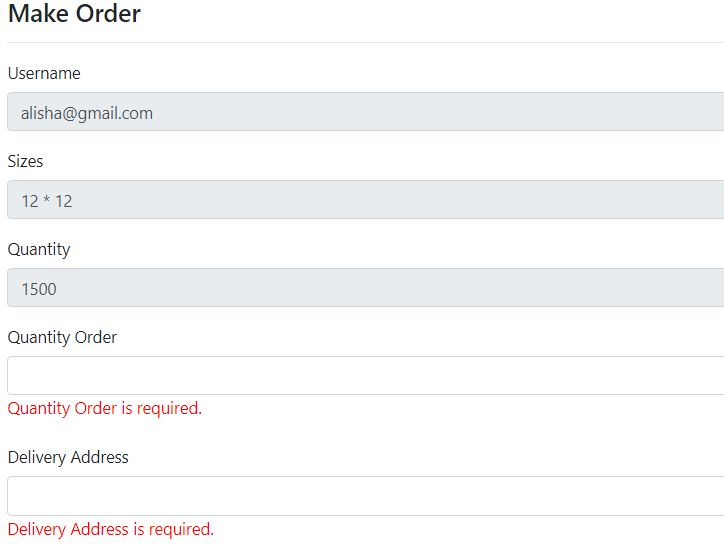 Make Order
Username
alisha@gmail.com
Sizes
12 * 12
Quantity
1500
Quantity Order
Quantity Order is required.
Delivery Address
Delivery Address is required.